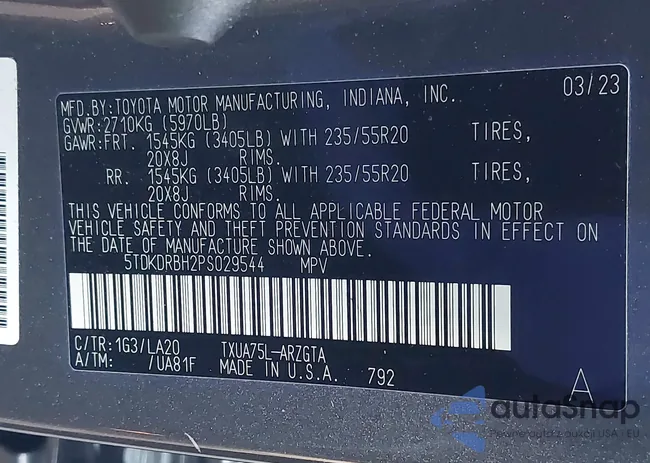 MFD.BY:TOYOTA MOTOR MANUFACTURING, INDIANA, INC. 03/23
GVWR:2710KG (5970LB)
GAWR:FRT. 1545KG (3405LB) WITH 235/55R20 TIRES,
20X8J RIMS.
RR. 1545KG (3405LB) WITH 235/55R20 TIRES,
20X8J RIMS.
THIS VEHICLE CONFORMS TO ALL APPLICABLE FEDERAL MOTOR
VEHICLE SAFETY AND THEFT PREVENTION STANDARDS IN EFFECT ON
THE DATE OF MANUFACTURE SHOWN ABOVE.
5TDKDRBH2PS029544 MPV
C/TR:1G3/LA20 TXUA75L-ARZGTA
A/TM: /UA81F MADE IN U.S.A. 792 A
autaSnap